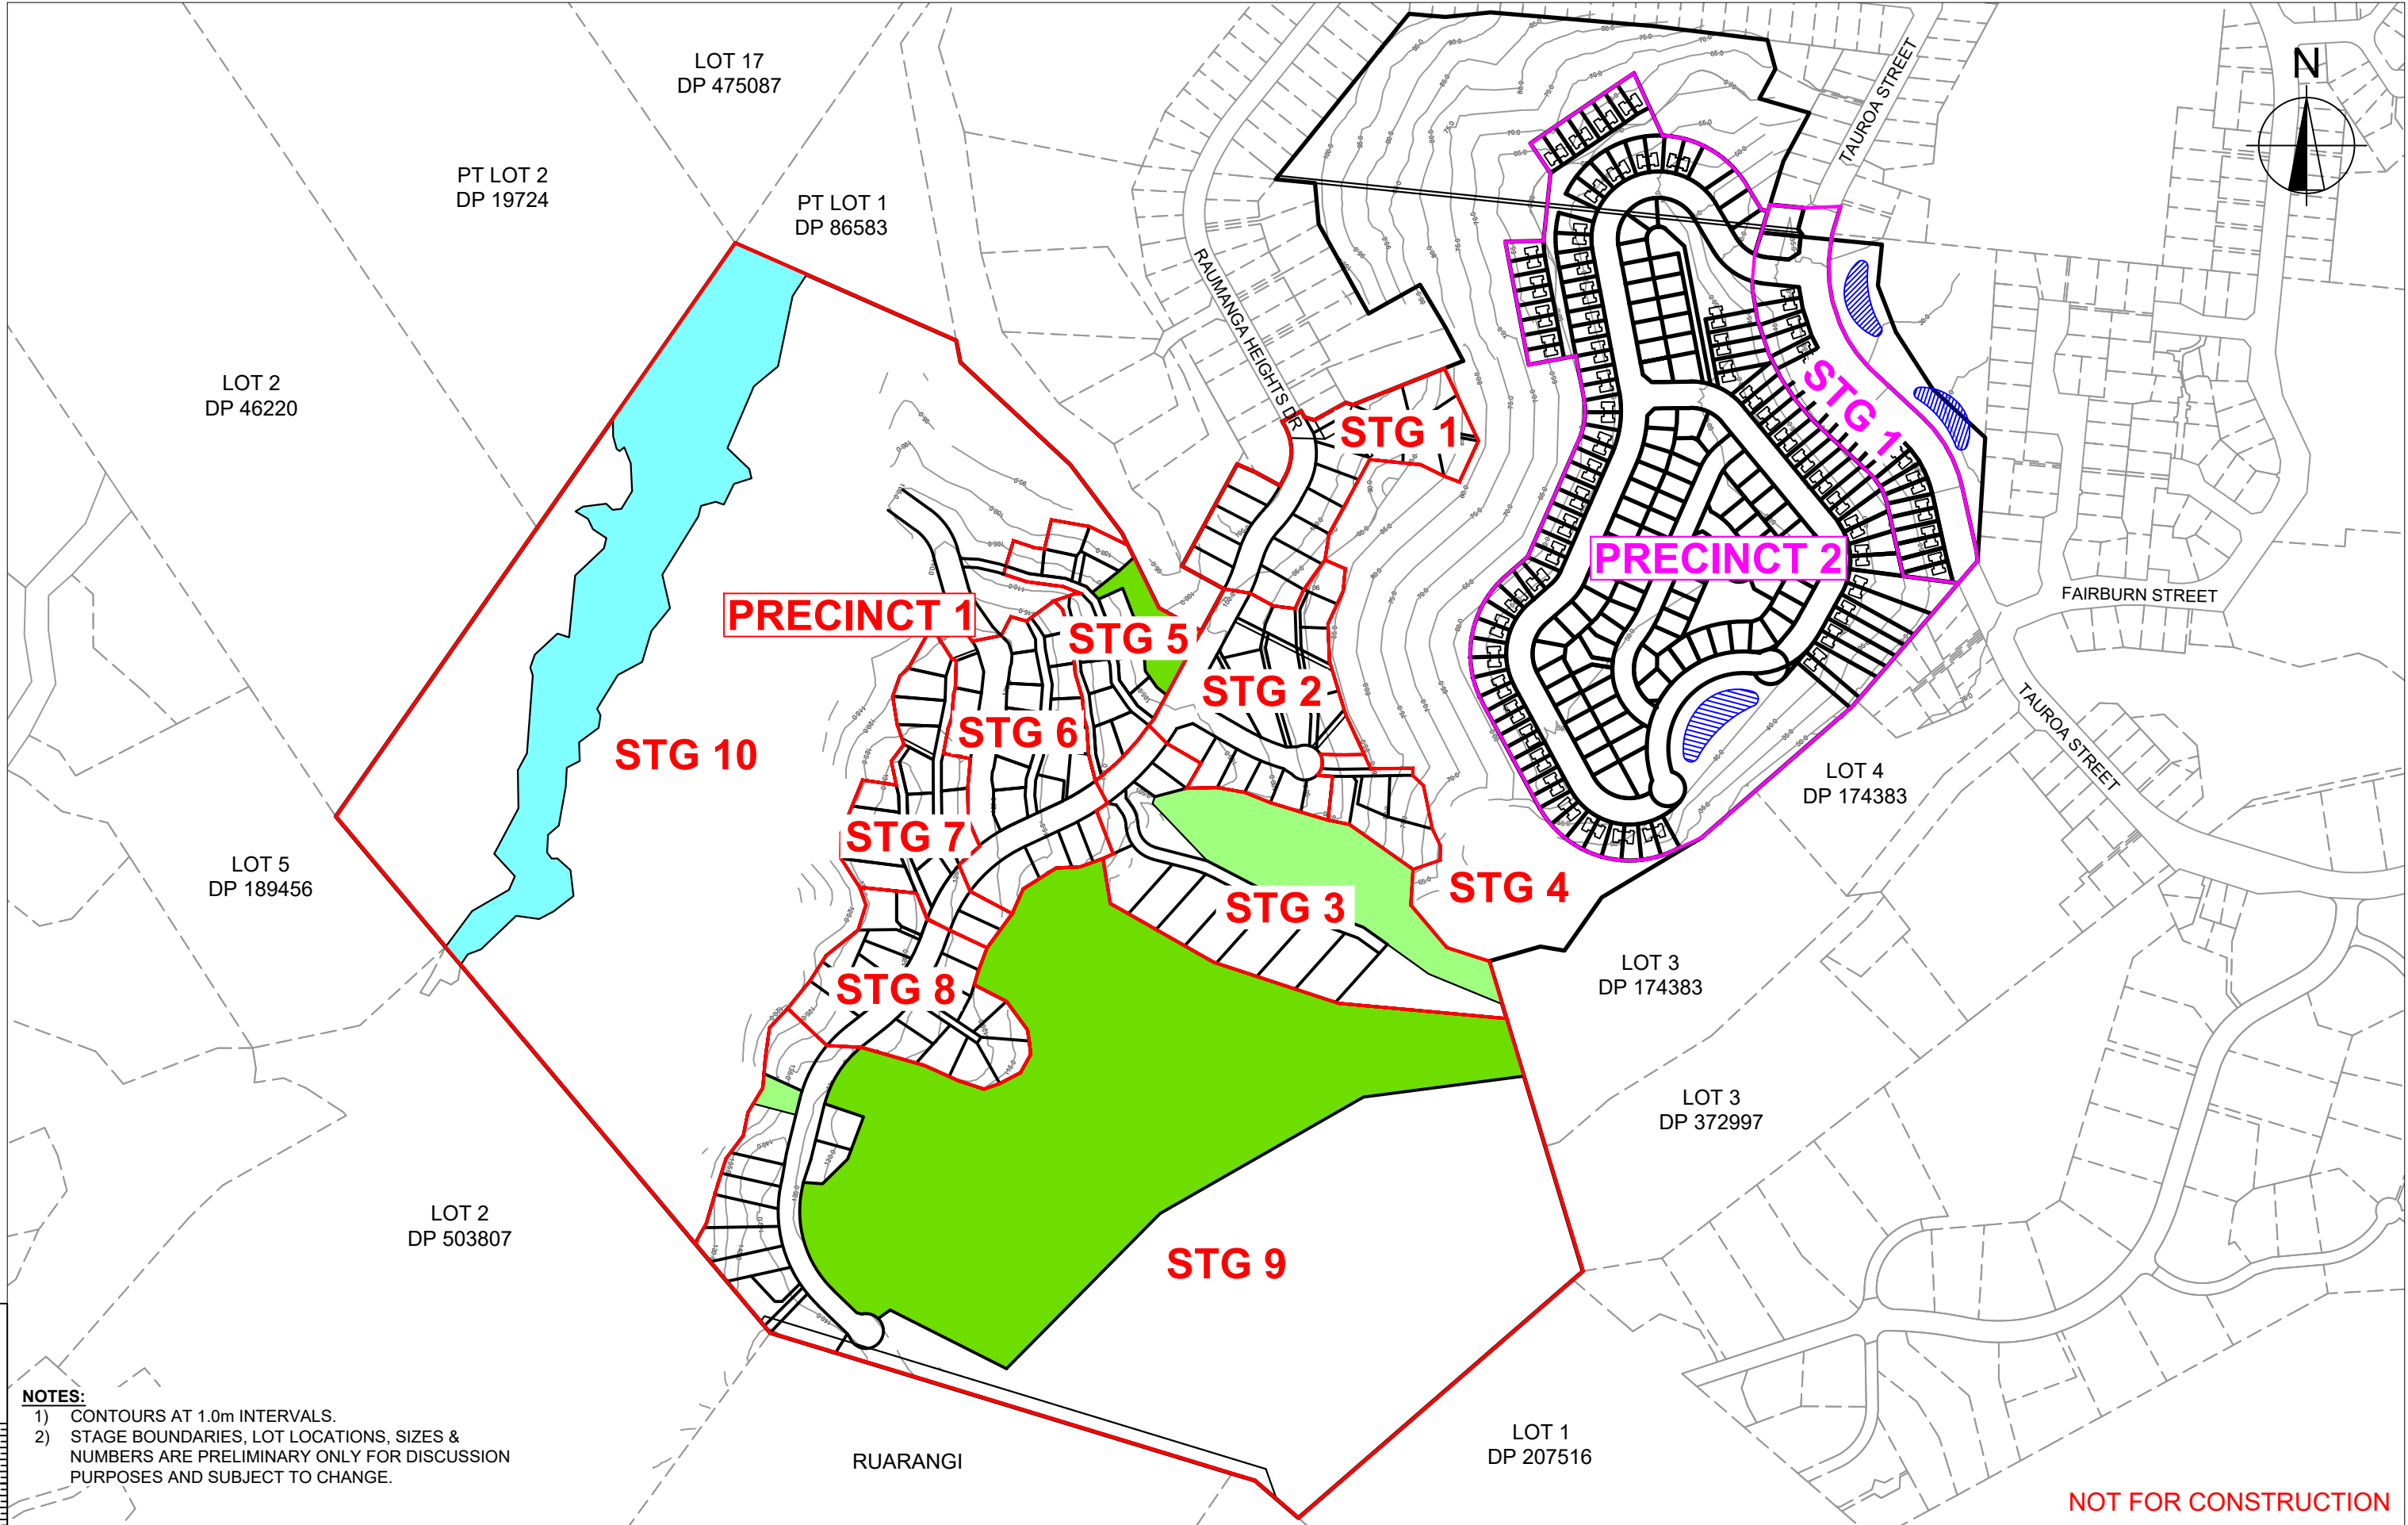 LOT 17
DP 475087
PT LOT 2
DP 19724
PT LOT 1
DP 86583
LOT 2
DP 46220
RAUMANGA HEIGHTS DR
TAUROA STREET
N
STG 1
STG 1
PRECINCT 2
PRECINCT 1
STG 5
STG 2
STG 6
STG 10
STG 7
STG 3
STG 4
STG 8
STG 9
FAIRBURN STREET
TAUROA STREET
LOT 4
DP 174383
LOT 5
DP 189456
LOT 3
DP 174383
LOT 3
DP 372997
LOT 2
DP 503807
LOT 1
DP 207516
RUARANGI
NOTES:
1) CONTOURS AT 1.0m INTERVALS.
2) STAGE BOUNDARIES, LOT LOCATIONS, SIZES &
NUMBERS ARE PRELIMINARY ONLY FOR DISCUSSION
PURPOSES AND SUBJECT TO CHANGE.
NOT FOR CONSTRUCTION